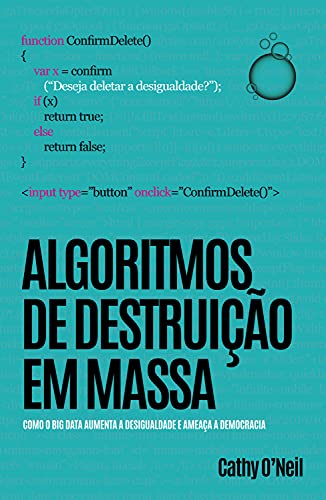 function ConfirmDelete()
{
var x = confirm
("Deseja deletar a desigualdade?");
if (x)
return true;
else
return false;
}
<input type="button" onclick="ConfirmDelete()">
ALGORITMOS
DE DESTRUIÇÃO
EM MASSA
COMO O BIG DATA AUMENTA A DESIGUALDADE E AMEAÇA A DEMOCRACIA
Cathy O'Neil